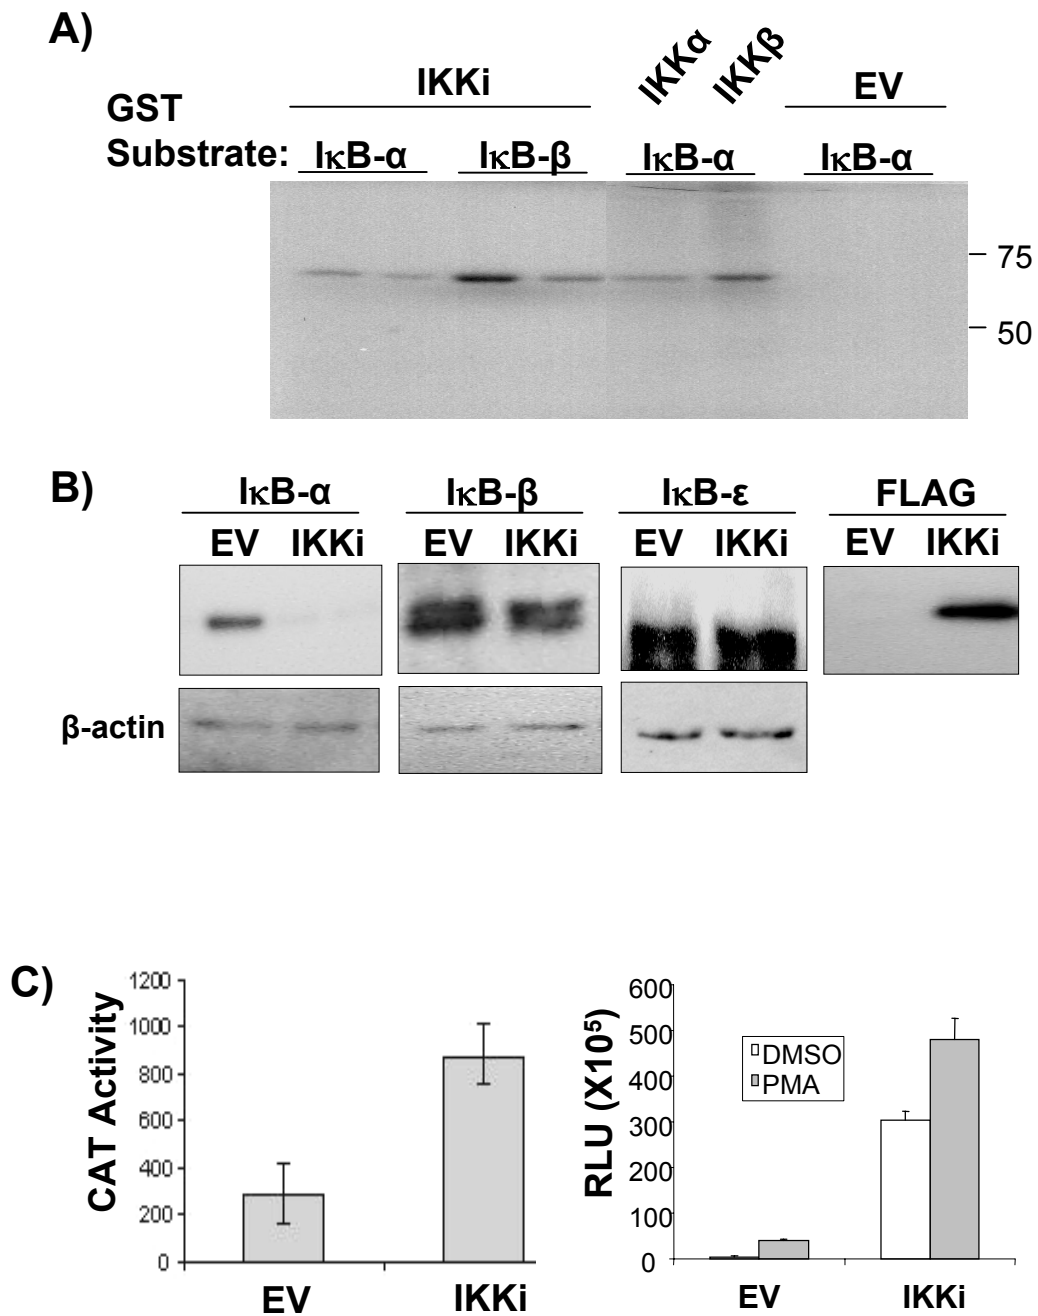 A)
IKKi IKKα IKKβ EV
GST
Substrate: IκB-α IκB-β IκB-α IκB-α
75
50
B)
IκB-α IκB-β IκB-ε FLAG
EV IKKi EV IKKi EV IKKi EV IKKi
β-actin
C)
CAT Activity
1200
1000
800
600
400
200
0
EV IKKi
RLU (X10⁵)
600
500
400
300
200
100
0
DMSO
PMA
EV IKKi